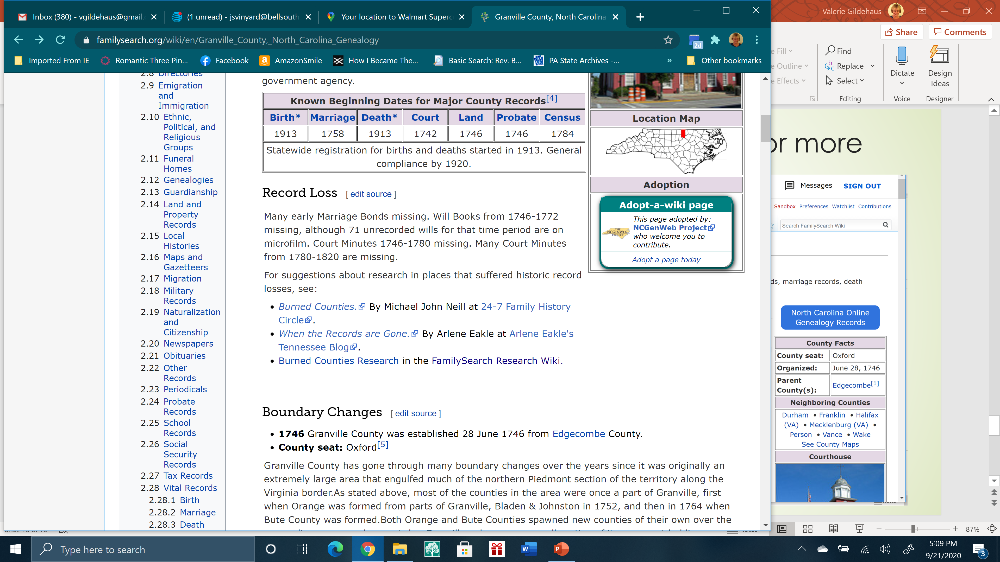 Inbox (380) - vgildehaus@gmail.
(1 unread) - jsvinyard@bellsouth
Your location to Walmart Superc
Granville County, North Carolina
familysearch.org/wiki/en/Granville_County,_North_Carolina_Genealogy
2d
Imported From IE
Romantic Three Pin...
Facebook
AmazonSmile
How I Became The...
Basic Search: Rev. B...
PA State Archives -...
»
Other bookmarks
2.8 Directories
2.9 Emigration
and
Immigration
2.10 Ethnic,
Political, and
Religious
Groups
2.11 Funeral
Homes
2.12 Genealogies
2.13 Guardianship
2.14 Land and
Property
Records
2.15 Local
Histories
2.16 Maps and
Gazetteers
2.17 Migration
2.18 Military
Records
2.19 Naturalization
and
Citizenship
2.20 Newspapers
2.21 Obituaries
2.22 Other
Records
2.23 Periodicals
2.24 Probate
Records
2.25 School
Records
2.26 Social
Security
Records
2.27 Tax Records
2.28 Vital Records
2.28.1 Birth
2.28.2 Marriage
2.28.3 Death
government agency.
Known Beginning Dates for Major County Records[4]
Birth* Marriage Death* Court Land Probate Census
1913 1758 1913 1742 1746 1746 1784
Statewide registration for births and deaths started in 1913. General
compliance by 1920.
Record Loss [ edit source ]
Many early Marriage Bonds missing. Will Books from 1746-1772
missing, although 71 unrecorded wills for that time period are on
microfilm. Court Minutes 1746-1780 missing. Many Court Minutes
from 1780-1820 are missing.
For suggestions about research in places that suffered historic record
losses, see:
• Burned Counties. By Michael John Neill at 24-7 Family History
Circle.
• When the Records are Gone. By Arlene Eakle at Arlene Eakle's
Tennessee Blog.
• Burned Counties Research in the FamilySearch Research Wiki.
Boundary Changes [ edit source ]
• 1746 Granville County was established 28 June 1746 from Edgecombe County.
• County seat: Oxford[5]
Granville County has gone through many boundary changes over the years since it was originally an
extremely large area that engulfed much of the northern Piedmont section of the territory along the
Virginia border.As stated above, most of the counties in the area were once a part of Granville, first
when Orange was formed from parts of Granville, Bladen & Johnston in 1752, and then in 1764 when
Bute County was formed.Both Orange and Bute Counties spawned new counties of their own over the
Location Map
Adoption
Adopt-a-wiki page
THE
NCGENWEB
PROJECT
This page adopted by:
NCGenWeb Project
who welcome you to
contribute.
Adopt a page today
Valerie Gildehaus
Share
Comments
e Fill
e Outline
e Effects
Find
Replace
Select
Editing
Dictate
Voice
Design
Ideas
Designer
or more
Messages SIGN OUT
Sandbox Preferences Watchlist Contributions
Search FamilySearch Wiki
ds, marriage records, death
North Carolina Online
Genealogy Records
County Facts
County seat: Oxford
Organized: June 28, 1746
Parent
County(s): Edgecombe[1]
Neighboring Counties
Durham • Franklin • Halifax
(VA) • Mecklenburg (VA) •
Person • Vance • Wake
See County Maps
Courthouse
Notes
87%
Type here to search
5:09 PM
9/21/2020
3